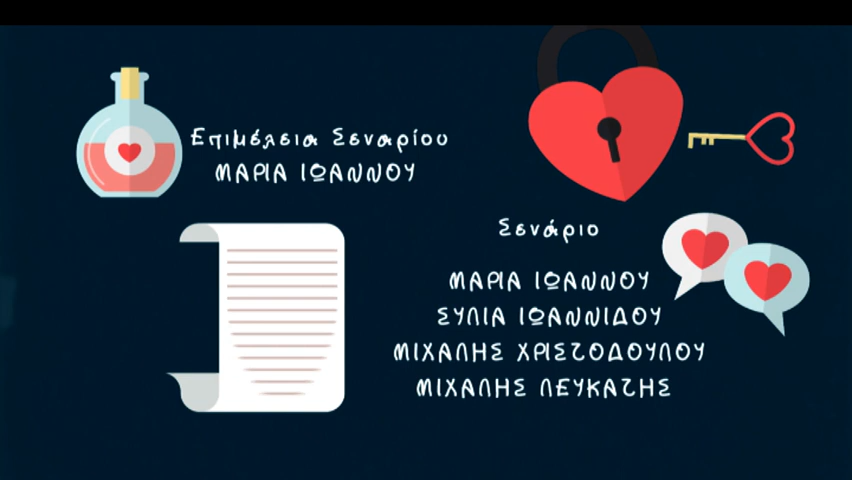 Επιμέλεια Σεναρίου
ΜΑΡΙΑ ΙΩΑΝΝΟΥ
Σενάριο
ΜΑΡΙΑ ΙΩΑΝΝΟΥ
ΣΥΛΙΑ ΙΩΑΝΝΙΔΟΥ
ΜΙΧΑΛΗΣ ΧΡΙΣΤΟΔΟΥΛΟΥ
ΜΙΧΑΛΗΣ ΛΕΥΚΑΤΗΣ